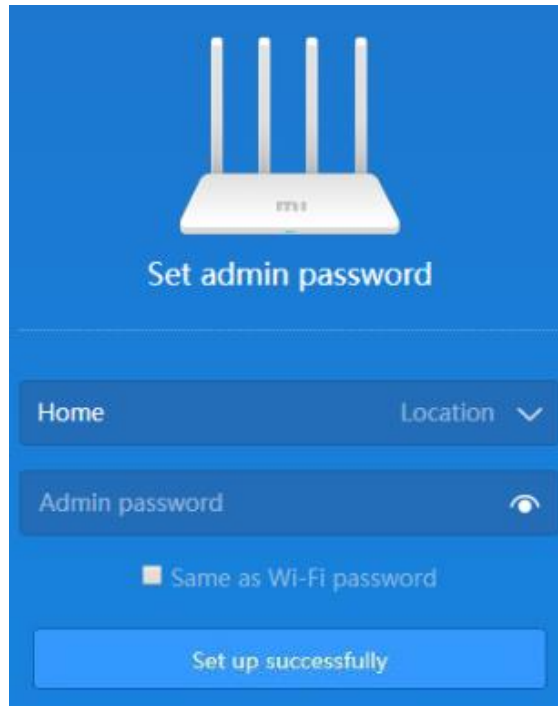 mi
Set admin password
Home Location
Admin password
Same as Wi-Fi password
Set up successfully